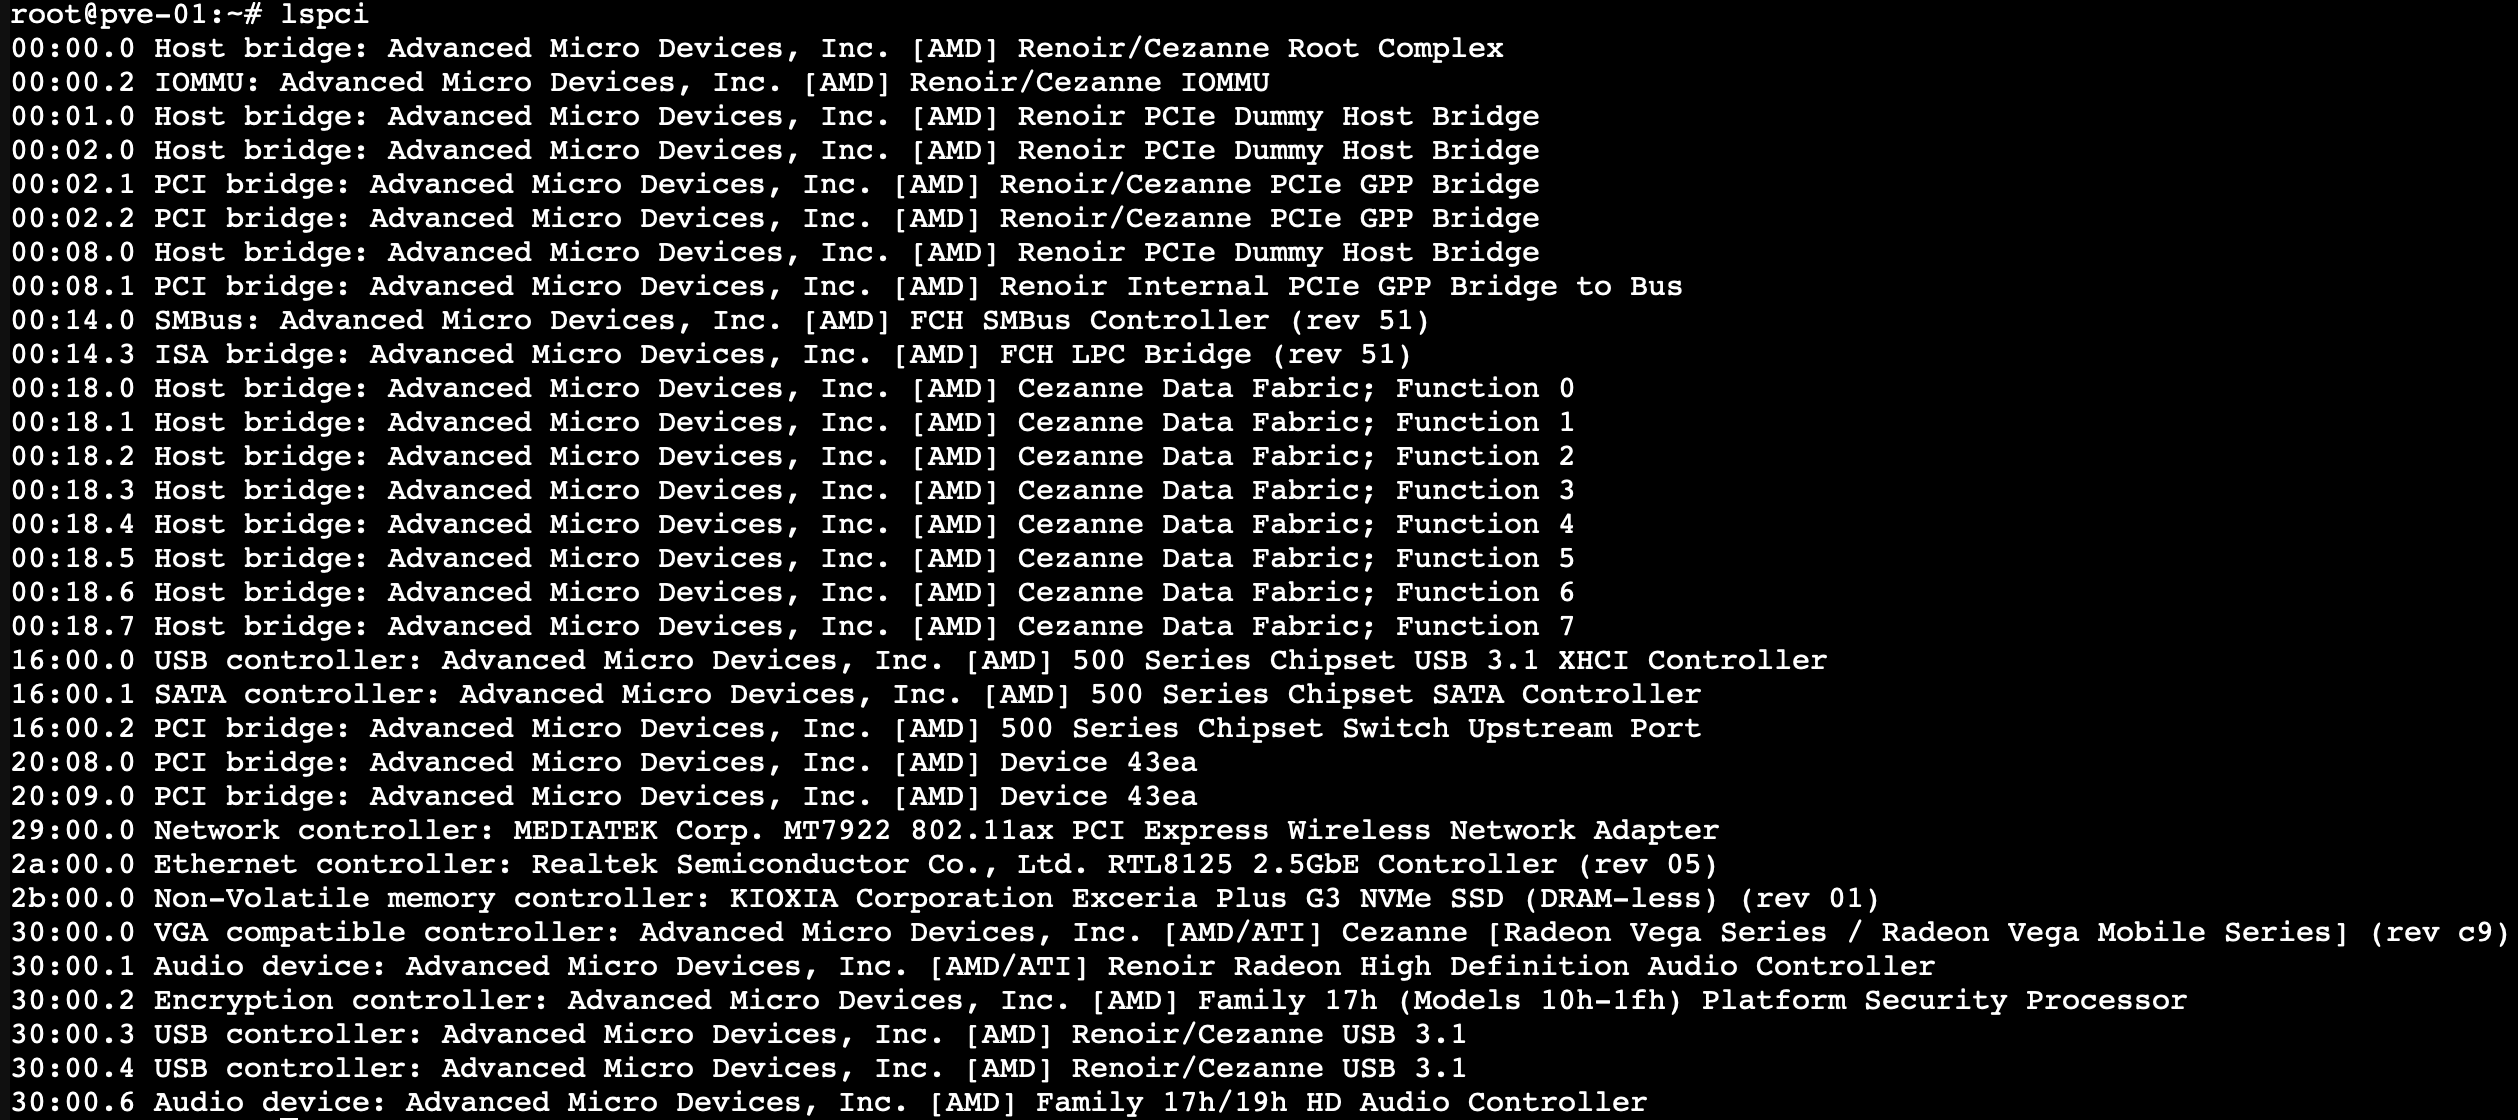 root@pve-01:~# lspci
00:00.0 Host bridge: Advanced Micro Devices, Inc. [AMD] Renoir/Cezanne Root Complex
00:00.2 IOMMU: Advanced Micro Devices, Inc. [AMD] Renoir/Cezanne IOMMU
00:01.0 Host bridge: Advanced Micro Devices, Inc. [AMD] Renoir PCIe Dummy Host Bridge
00:02.0 Host bridge: Advanced Micro Devices, Inc. [AMD] Renoir PCIe Dummy Host Bridge
00:02.1 PCI bridge: Advanced Micro Devices, Inc. [AMD] Renoir/Cezanne PCIe GPP Bridge
00:02.2 PCI bridge: Advanced Micro Devices, Inc. [AMD] Renoir/Cezanne PCIe GPP Bridge
00:08.0 Host bridge: Advanced Micro Devices, Inc. [AMD] Renoir PCIe Dummy Host Bridge
00:08.1 PCI bridge: Advanced Micro Devices, Inc. [AMD] Renoir Internal PCIe GPP Bridge to Bus
00:14.0 SMBus: Advanced Micro Devices, Inc. [AMD] FCH SMBus Controller (rev 51)
00:14.3 ISA bridge: Advanced Micro Devices, Inc. [AMD] FCH LPC Bridge (rev 51)
00:18.0 Host bridge: Advanced Micro Devices, Inc. [AMD] Cezanne Data Fabric; Function 0
00:18.1 Host bridge: Advanced Micro Devices, Inc. [AMD] Cezanne Data Fabric; Function 1
00:18.2 Host bridge: Advanced Micro Devices, Inc. [AMD] Cezanne Data Fabric; Function 2
00:18.3 Host bridge: Advanced Micro Devices, Inc. [AMD] Cezanne Data Fabric; Function 3
00:18.4 Host bridge: Advanced Micro Devices, Inc. [AMD] Cezanne Data Fabric; Function 4
00:18.5 Host bridge: Advanced Micro Devices, Inc. [AMD] Cezanne Data Fabric; Function 5
00:18.6 Host bridge: Advanced Micro Devices, Inc. [AMD] Cezanne Data Fabric; Function 6
00:18.7 Host bridge: Advanced Micro Devices, Inc. [AMD] Cezanne Data Fabric; Function 7
16:00.0 USB controller: Advanced Micro Devices, Inc. [AMD] 500 Series Chipset USB 3.1 XHCI Controller
16:00.1 SATA controller: Advanced Micro Devices, Inc. [AMD] 500 Series Chipset SATA Controller
16:00.2 PCI bridge: Advanced Micro Devices, Inc. [AMD] 500 Series Chipset Switch Upstream Port
20:08.0 PCI bridge: Advanced Micro Devices, Inc. [AMD] Device 43ea
20:09.0 PCI bridge: Advanced Micro Devices, Inc. [AMD] Device 43ea
29:00.0 Network controller: MEDIATEK Corp. MT7922 802.11ax PCI Express Wireless Network Adapter
2a:00.0 Ethernet controller: Realtek Semiconductor Co., Ltd. RTL8125 2.5GbE Controller (rev 05)
2b:00.0 Non-Volatile memory controller: KIOXIA Corporation Exceria Plus G3 NVMe SSD (DRAM-less) (rev 01)
30:00.0 VGA compatible controller: Advanced Micro Devices, Inc. [AMD/ATI] Cezanne [Radeon Vega Series / Radeon Vega Mobile Series] (rev c9)
30:00.1 Audio device: Advanced Micro Devices, Inc. [AMD/ATI] Renoir Radeon High Definition Audio Controller
30:00.2 Encryption controller: Advanced Micro Devices, Inc. [AMD] Family 17h (Models 10h-1fh) Platform Security Processor
30:00.3 USB controller: Advanced Micro Devices, Inc. [AMD] Renoir/Cezanne USB 3.1
30:00.4 USB controller: Advanced Micro Devices, Inc. [AMD] Renoir/Cezanne USB 3.1
30:00.6 Audio device: Advanced Micro Devices, Inc. [AMD] Family 17h/19h HD Audio Controller